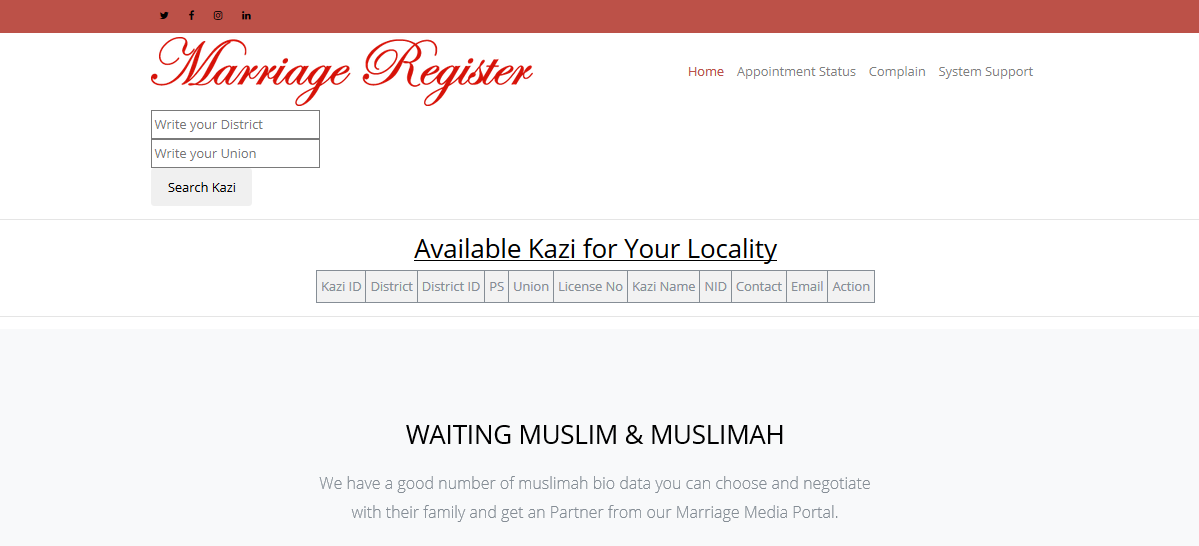 Marriage Register
Home Appointment Status Complain System Support
Write your District
Write your Union
Search Kazi
Available Kazi for Your Locality
Kazi ID District District ID PS Union License No Kazi Name NID Contact Email Action
WAITING MUSLIM & MUSLIMAH
We have a good number of muslimah bio data you can choose and negotiate
with their family and get an Partner from our Marriage Media Portal.